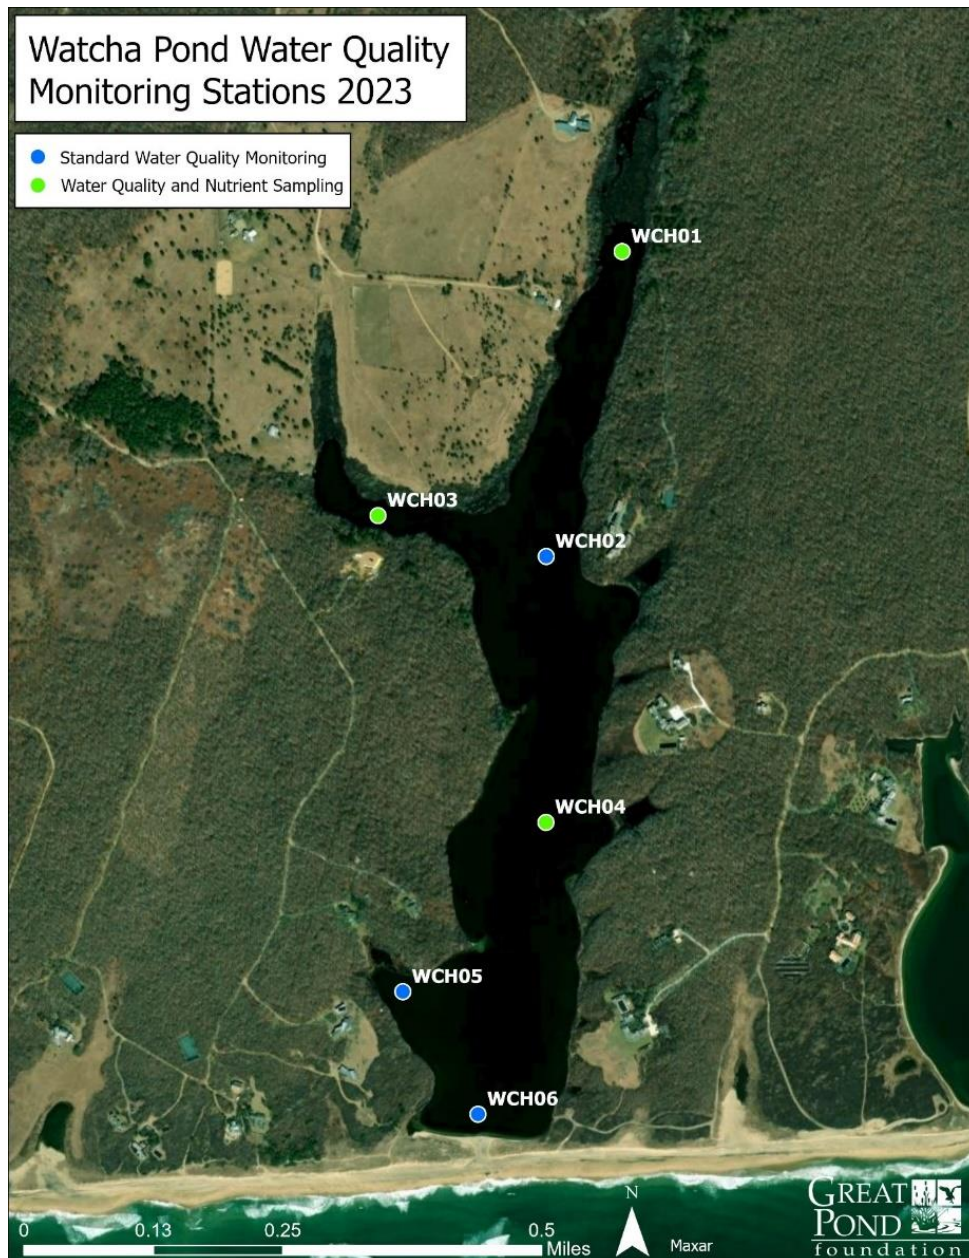 Watcha Pond Water Quality
Monitoring Stations 2023
Standard Water Quality Monitoring
Water Quality and Nutrient Sampling
WCH01
WCH03
WCH02
WCH04
WCH05
WCH06
0 0.13 0.25 0.5
Miles
N
Maxar
GREAT
POND
foundation